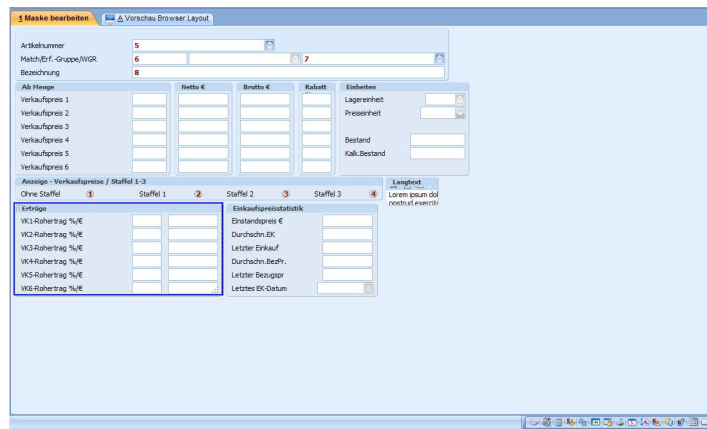 1 Maske bearbeiten A Vorschau Browser Layout
Artikelnummer 5
Match/Erf.-Gruppe/WGR 6 7
Bezeichnung 8
Ab Menge Netto € Brutto € Rabatt Einheiten
Verkaufspreis 1 Lagereinheit
Verkaufspreis 2 Preiseinheit
Verkaufspreis 3
Verkaufspreis 4 Bestand
Verkaufspreis 5 Kalk.Bestand
Verkaufspreis 6
Anzeige - Verkaufspreise / Staffel 1-3 Langtext
Ohne Staffel 1 Staffel 1 2 Staffel 2 3 Staffel 3 4 Lorem ipsum dol
nostrud exercit
Erträge Einkaufspreisstatistik
VK1-Rohertrag %/€ Einstandspreis €
VK2-Rohertrag %/€ Durchschn.EK
VK3-Rohertrag %/€ Letzter Einkauf
VK4-Rohertrag %/€ Durchschn.BezPr.
VK5-Rohertrag %/€ Letzter Bezugspr
VK6-Rohertrag %/€ Letztes EK-Datum